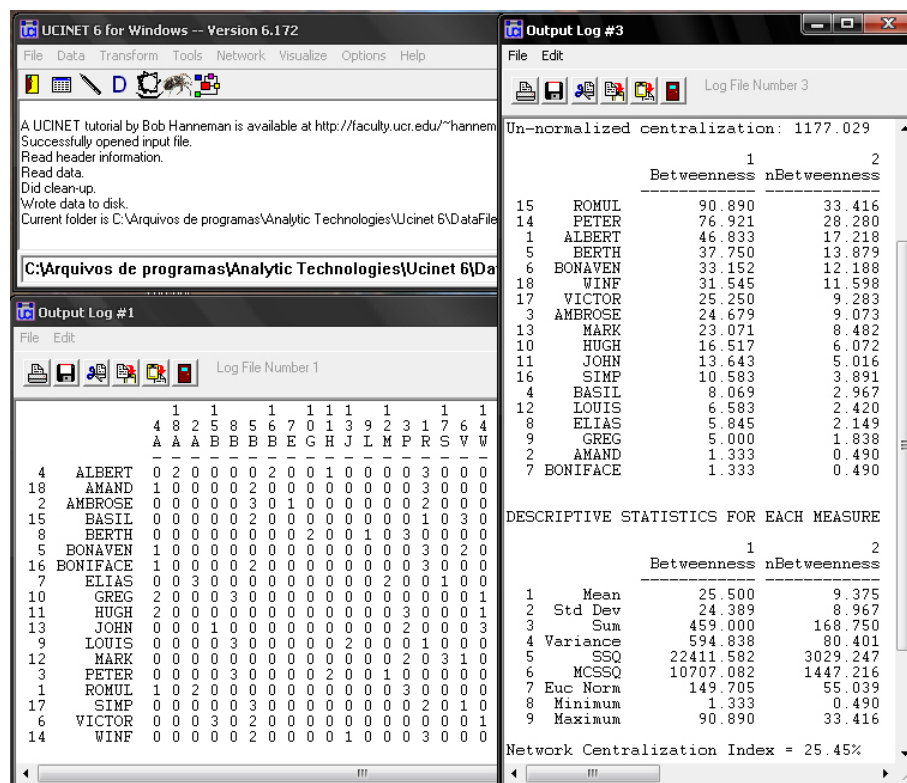 UCINET 6 for Windows -- Version 6.172
File Data Transform Tools Network Visualize Options Help
D
A UCINET tutorial by Bob Hanneman is available at http://faculty.ucr.edu/~hannem
Successfully opened input file.
Read header information.
Read data.
Did clean-up.
Wrote data to disk.
Current folder is C:\Arquivos de programas\Analytic Technologies\Ucinet 6\DataFile
C:\Arquivos de programas\Analytic Technologies\Ucinet 6\Da
Output Log #1
File Edit
Log File Number 1
1 1 1 1 1 1 1 1 1
4 8 2 5 8 5 6 7 0 1 3 9 2 3 1 7 6 4
A A A B B B B E G H J L M P R S V W
4 ALBERT 0 2 0 0 0 0 2 0 0 1 0 0 0 0 3 0 0 0
18 AMAND 1 0 0 0 0 2 0 0 0 0 0 0 0 0 3 0 0 0
2 AMBROSE 0 0 0 0 0 3 0 1 0 0 0 0 0 0 2 0 0 0
15 BASIL 0 0 0 0 0 2 0 0 0 0 0 0 0 0 1 0 3 0
8 BERTH 0 0 0 0 0 0 0 0 2 0 0 1 0 3 0 0 0 0
5 BONAVEN 1 0 0 0 0 0 0 0 0 0 0 0 0 0 3 0 2 0
16 BONIFACE 1 0 0 0 0 2 0 0 0 0 0 0 0 0 3 0 0 0
7 ELIAS 0 0 3 0 0 0 0 0 0 0 0 0 2 0 0 1 0 0
10 GREG 2 0 0 0 3 0 0 0 0 0 0 0 0 0 0 0 0 1
11 HUGH 2 0 0 0 0 0 0 0 0 0 0 0 0 3 0 0 0 1
13 JOHN 0 0 0 1 0 0 0 0 0 0 0 0 0 2 0 0 0 3
9 LOUIS 0 0 0 0 3 0 0 0 0 0 2 0 0 0 1 0 0 0
12 MARK 0 0 0 0 0 0 0 0 0 0 0 0 0 2 0 3 1 0
3 PETER 0 0 0 0 3 0 0 0 0 2 0 0 1 0 0 0 0 0
1 ROMUL 1 0 2 0 0 0 0 0 0 0 0 0 0 3 0 0 0 0
17 SIMP 0 0 0 0 0 3 0 0 0 0 0 0 0 0 2 0 1 0
6 VICTOR 0 0 0 3 0 2 0 0 0 0 0 0 0 0 0 0 0 1
14 WINF 0 0 0 0 0 2 0 0 0 0 1 0 0 0 3 0 0 0
Output Log #3
File Edit
Log File Number 3
Un-normalized centralization: 1177.029
1 2
Betweenness nBetweenness
15 ROMUL 90.890 33.416
14 PETER 76.921 28.280
1 ALBERT 46.833 17.218
5 BERTH 37.750 13.879
6 BONAVEN 33.152 12.188
18 WINF 31.545 11.598
17 VICTOR 25.250 9.283
3 AMBROSE 24.679 9.073
13 MARK 23.071 8.482
10 HUGH 16.517 6.072
11 JOHN 13.643 5.016
16 SIMP 10.583 3.891
4 BASIL 8.069 2.967
12 LOUIS 6.583 2.420
8 ELIAS 5.845 2.149
9 GREG 5.000 1.838
2 AMAND 1.333 0.490
7 BONIFACE 1.333 0.490
DESCRIPTIVE STATISTICS FOR EACH MEASURE
1 2
Betweenness nBetweenness
1 Mean 25.500 9.375
2 Std Dev 24.389 8.967
3 Sum 459.000 168.750
4 Variance 594.838 80.401
5 SSQ 22411.582 3029.247
6 MCSSQ 10707.082 1447.216
7 Euc Norm 149.705 55.039
8 Minimum 1.333 0.490
9 Maximum 90.890 33.416
Network Centralization Index = 25.45%